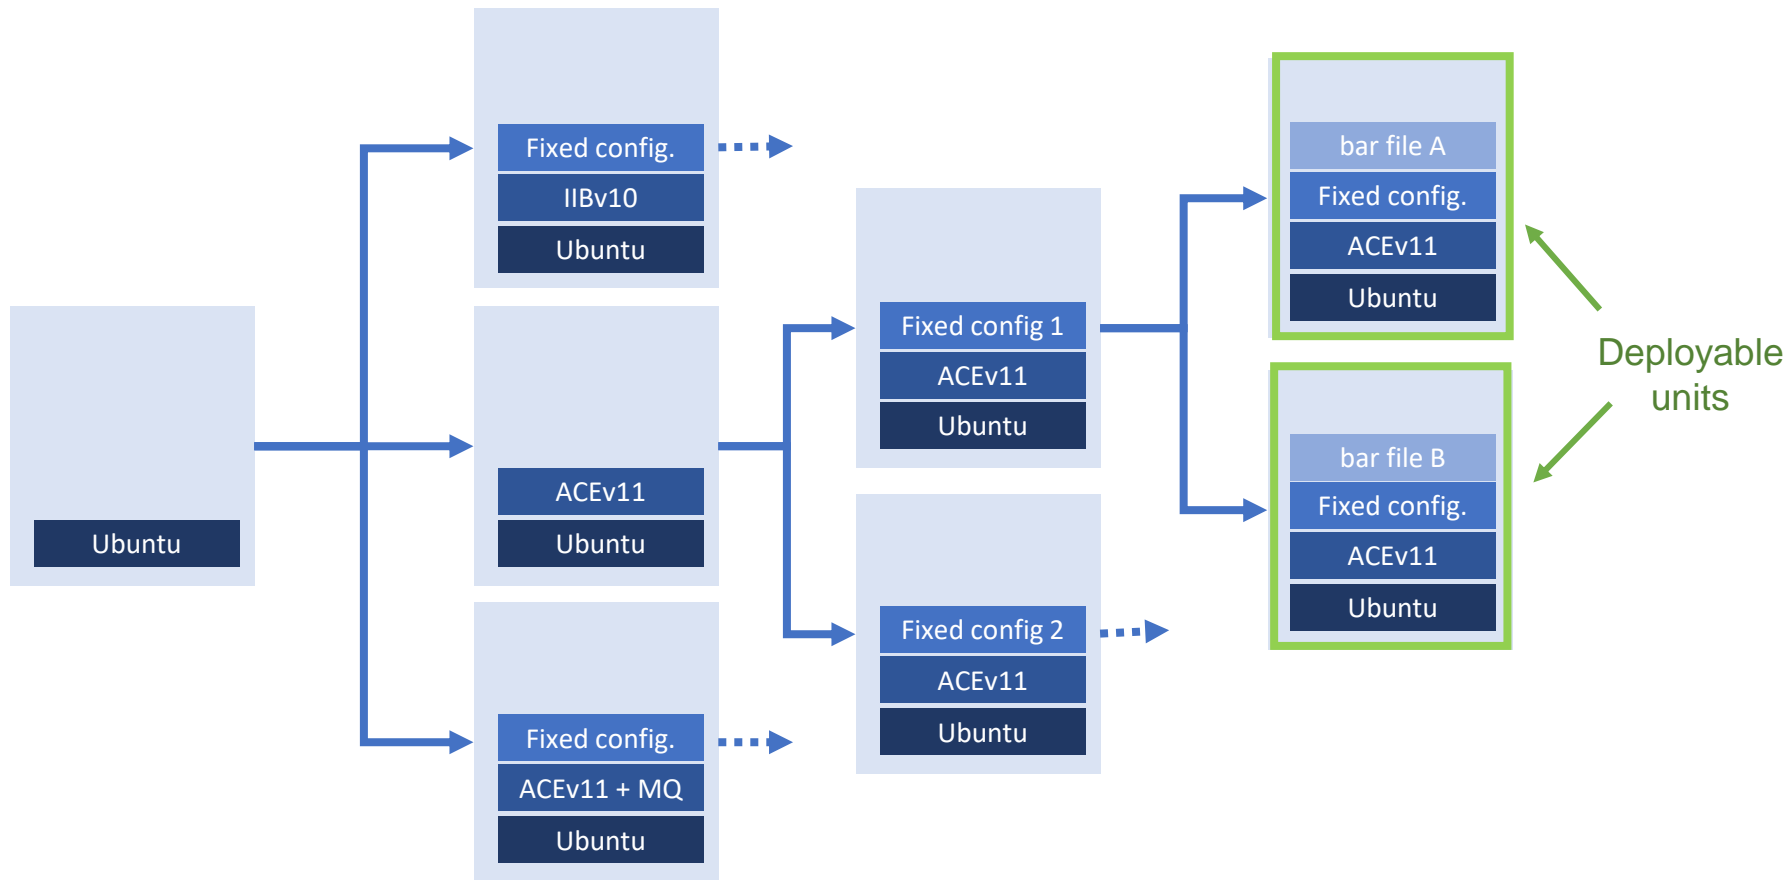 Ubuntu
Fixed config.
IIBv10
Ubuntu
ACEv11
Ubuntu
Fixed config.
ACEv11 + MQ
Ubuntu
Fixed config 1
ACEv11
Ubuntu
Fixed config 2
ACEv11
Ubuntu
bar file A
Fixed config.
ACEv11
Ubuntu
bar file B
Fixed config.
ACEv11
Ubuntu
Deployable
units